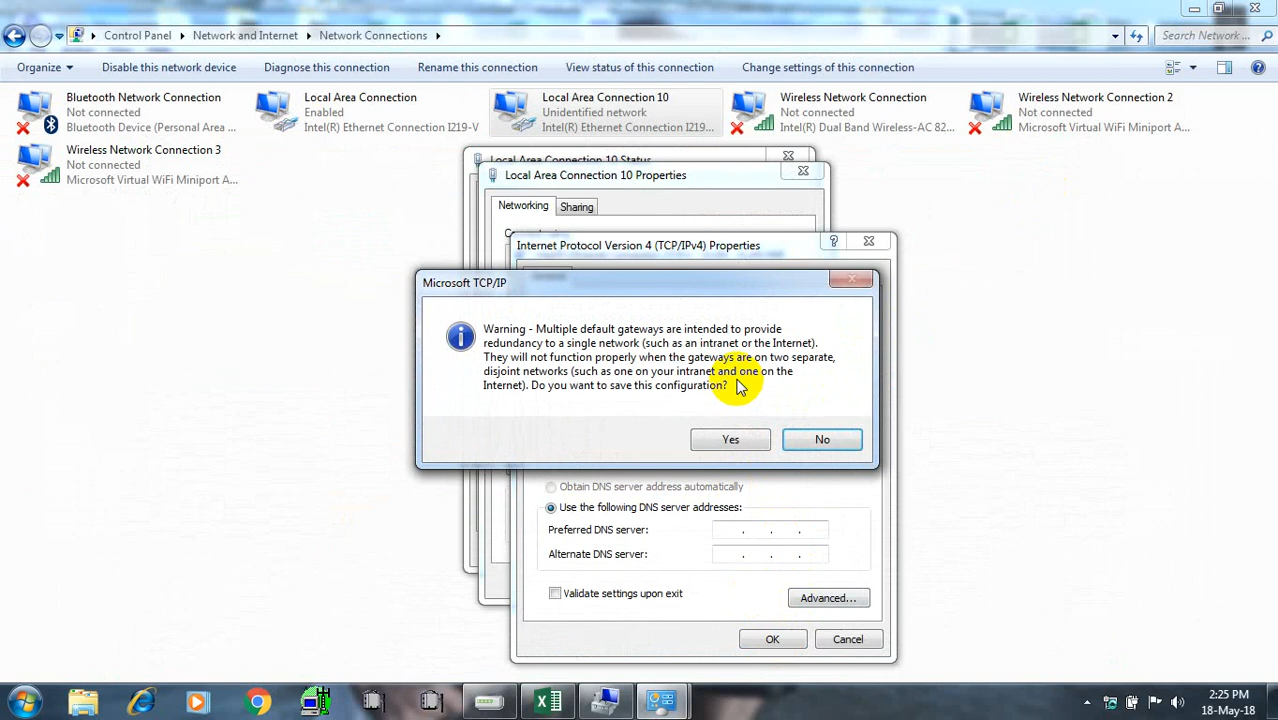 Control Panel
Network and Internet
Network Connections
Search Network ...
Organize
Disable this network device
Diagnose this connection
Rename this connection
View status of this connection
Change settings of this connection
Bluetooth Network Connection
Not connected
Bluetooth Device (Personal Area ...
Local Area Connection
Enabled
Intel(R) Ethernet Connection I219-V
Local Area Connection 10
Unidentified network
Intel(R) Ethernet Connection I219...
Wireless Network Connection
Not connected
Intel(R) Dual Band Wireless-AC 82...
Wireless Network Connection 2
Not connected
Microsoft Virtual WiFi Miniport A...
Wireless Network Connection 3
Not connected
Microsoft Virtual WiFi Miniport A...
Local Area Connection 10 Status
Local Area Connection 10 Properties
Networking
Sharing
Internet Protocol Version 4 (TCP/IPv4) Properties
Microsoft TCP/IP
Warning - Multiple default gateways are intended to provide
redundancy to a single network (such as an intranet or the Internet).
They will not function properly when the gateways are on two separate,
disjoint networks (such as one on your intranet and one on the
Internet). Do you want to save this configuration?
Yes
No
Obtain DNS server address automatically
Use the following DNS server addresses:
Preferred DNS server:
. . .
Alternate DNS server:
. . .
Validate settings upon exit
Advanced...
OK
Cancel
2:25 PM
18-May-18